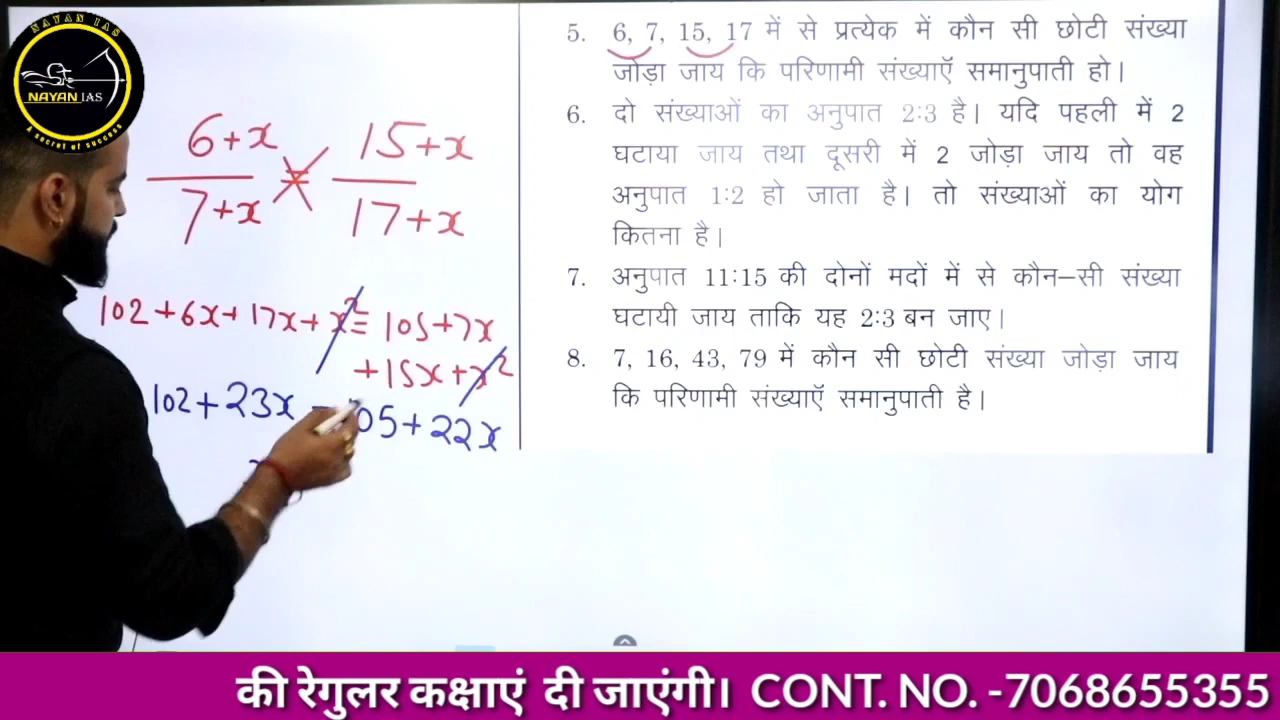 NAYAN IAS
NAYAN IAS
A secret of success
6+x 15+x
7+x = 17+x
102+6x+17x+x²=105+7x
+15x+x²
102+23x = 105+22x
5. 6, 7, 15, 17 में से प्रत्येक में कौन सी छोटी संख्या
जोड़ा जाय कि परिणामी संख्याएँ समानुपाती हो।
6. दो संख्याओं का अनुपात 2:3 है। यदि पहली में 2
घटाया जाय तथा दूसरी में 2 जोड़ा जाय तो वह
अनुपात 1:2 हो जाता है। तो संख्याओं का योग
कितना है।
7. अनुपात 11:15 की दोनों मदों में से कौन-सी संख्या
घटायी जाय ताकि यह 2:3 बन जाए।
8. 7, 16, 43, 79 में कौन सी छोटी संख्या जोड़ा जाय
कि परिणामी संख्याएँ समानुपाती है।
की रेगुलर कक्षाएं दी जाएंगी। CONT. NO. -7068655355